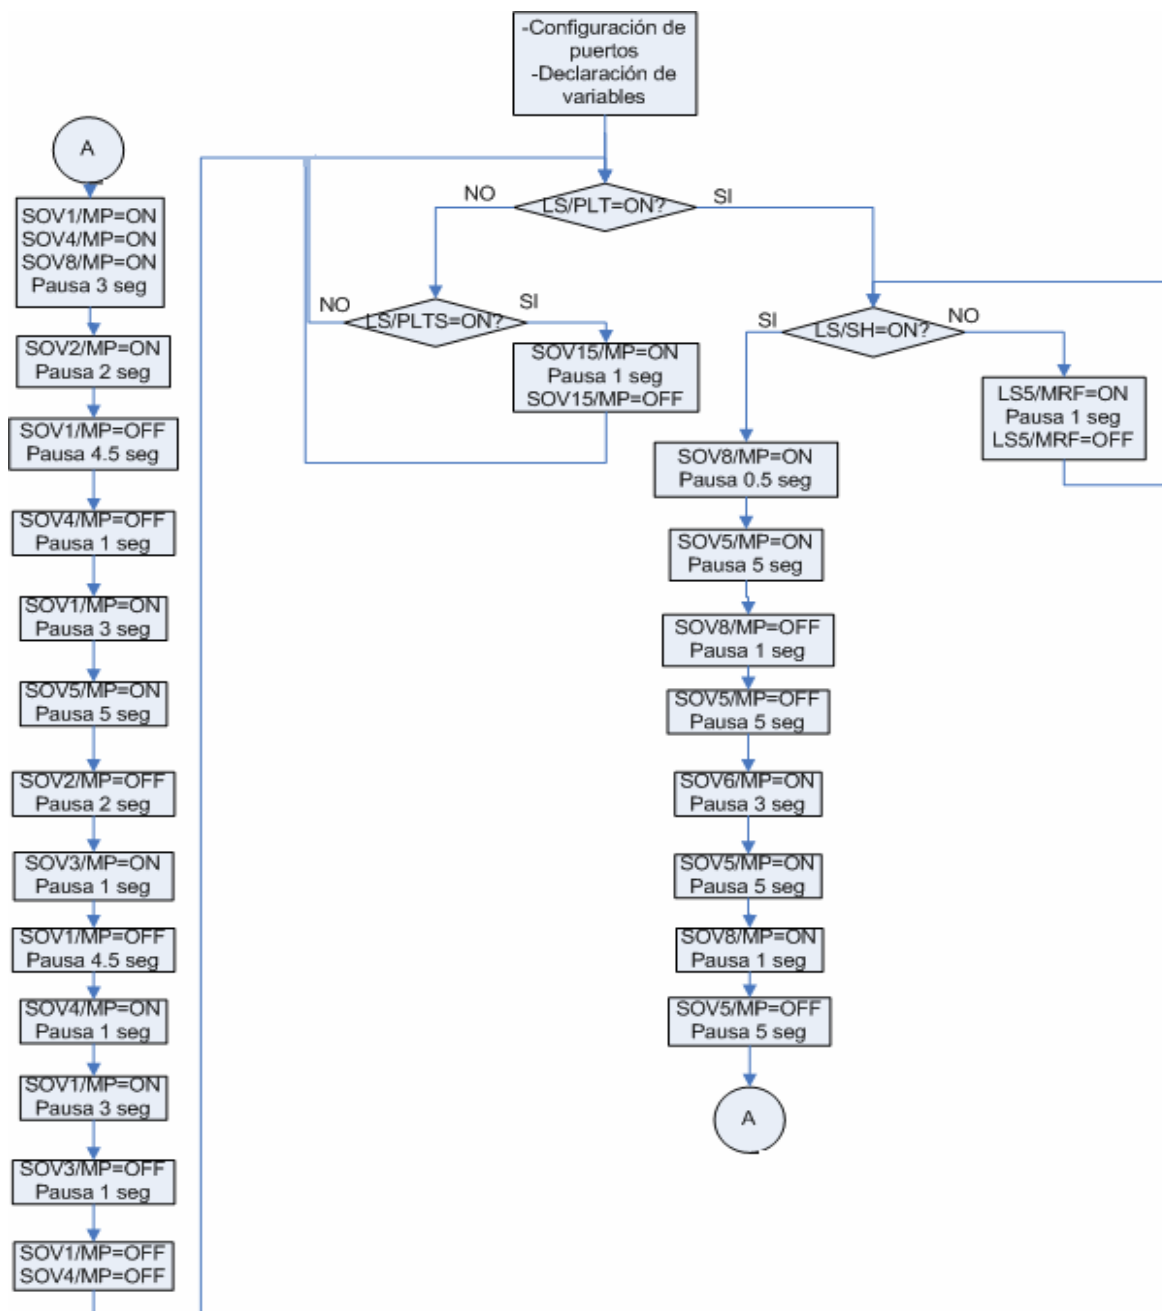 -Configuración de
puertos
-Declaración de
variables
A
SOV1/MP=ON
SOV4/MP=ON
SOV8/MP=ON
Pausa 3 seg
SOV2/MP=ON
Pausa 2 seg
SOV1/MP=OFF
Pausa 4.5 seg
SOV4/MP=OFF
Pausa 1 seg
SOV1/MP=ON
Pausa 3 seg
SOV5/MP=ON
Pausa 5 seg
SOV2/MP=OFF
Pausa 2 seg
SOV3/MP=ON
Pausa 1 seg
SOV1/MP=OFF
Pausa 4.5 seg
SOV4/MP=ON
Pausa 1 seg
SOV1/MP=ON
Pausa 3 seg
SOV3/MP=OFF
Pausa 1 seg
SOV1/MP=OFF
SOV4/MP=OFF
NO
LS/PLT=ON?
SI
NO
LS/PLTS=ON?
SI
SOV15/MP=ON
Pausa 1 seg
SOV15/MP=OFF
SI
LS/SH=ON?
NO
LS5/MRF=ON
Pausa 1 seg
LS5/MRF=OFF
SOV8/MP=ON
Pausa 0.5 seg
SOV5/MP=ON
Pausa 5 seg
SOV8/MP=OFF
Pausa 1 seg
SOV5/MP=OFF
Pausa 5 seg
SOV6/MP=ON
Pausa 3 seg
SOV5/MP=ON
Pausa 5 seg
SOV8/MP=ON
Pausa 1 seg
SOV5/MP=OFF
Pausa 5 seg
A